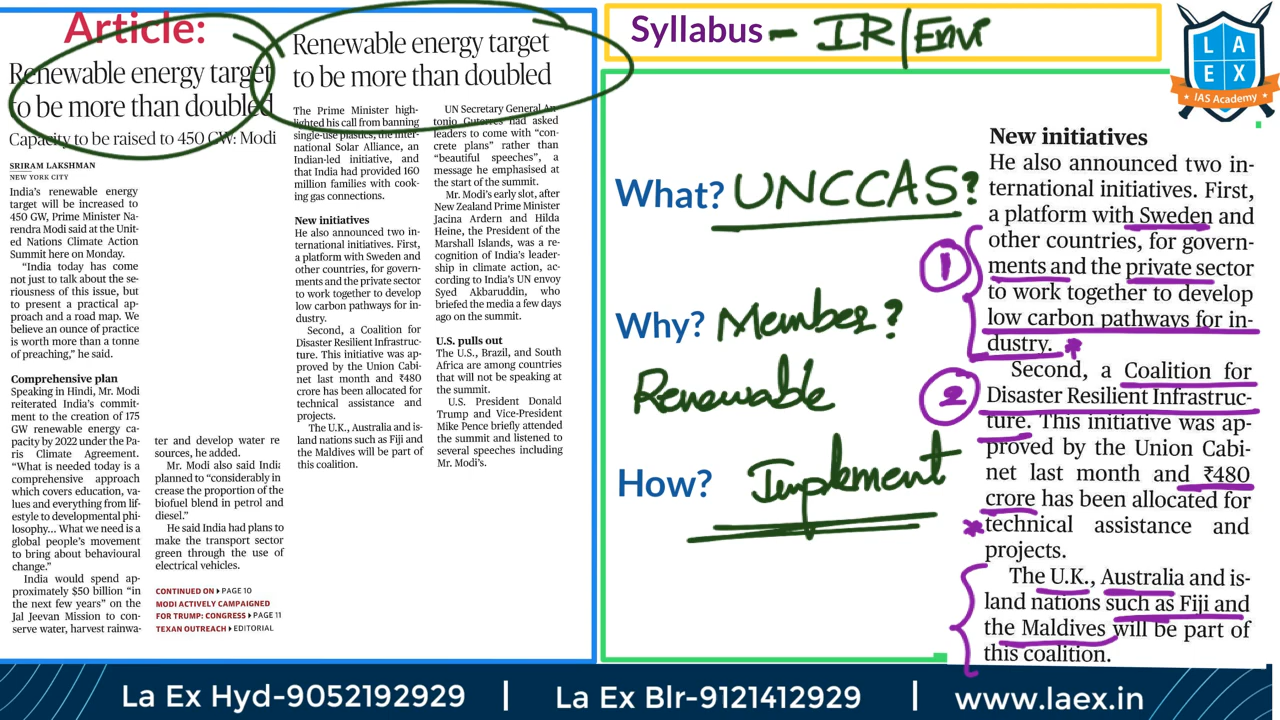 Article:
Renewable energy target
to be more than doubled
Capacity to be raised to 450 GW: Modi
SRIRAM LAKSHMAN
NEW YORK CITY
India's renewable energy
target will be increased to
450 GW, Prime Minister Na-
rendra Modi said at the Unit-
ed Nations Climate Action
Summit here on Monday.
"India today has come
not just to talk about the se-
riousness of this issue, but
to present a practical ap-
proach and a road map. We
believe an ounce of practice
is worth more than a tonne
of preaching," he said.
Comprehensive plan
Speaking in Hindi, Mr. Modi
reiterated India's commit-
ment to the creation of 175
GW renewable energy ca-
pacity by 2022 under the Pa-
ris Climate Agreement.
"What is needed today is a
comprehensive approach
which covers education, va-
lues and everything from lif-
estyle to developmental phi-
losophy... What we need is a
global people's movement
to bring about behavioural
change."
India would spend ap-
proximately $50 billion "in
the next few years" on the
Jal Jeevan Mission to con-
serve water, harvest rainwa-
ter and develop water re
sources, he added.
Mr. Modi also said India
planned to "considerably in
crease the proportion of the
biofuel blend in petrol and
diesel."
He said India had plans to
make the transport sector
green through the use of
electrical vehicles.
CONTINUED ON PAGE 10
MODI ACTIVELY CAMPAIGNED
FOR TRUMP: CONGRESS PAGE 11
TEXAN OUTREACH EDITORIAL
Renewable energy target
to be more than doubled
The Prime Minister high-
lighted his call from banning
single-use plastics, the inter-
national Solar Alliance, an
Indian-led initiative, and
that India had provided 160
million families with cook-
ing gas connections.
New initiatives
He also announced two in-
ternational initiatives. First,
a platform with Sweden and
other countries, for govern-
ments and the private sector
to work together to develop
low carbon pathways for in-
dustry.
Second, a Coalition for
Disaster Resilient Infrastruc-
ture. This initiative was ap-
proved by the Union Cabi-
net last month and ₹480
crore has been allocated for
technical assistance and
projects.
The U.K., Australia and is-
land nations such as Fiji and
the Maldives will be part of
this coalition.
UN Secretary General An-
tonio Guterres had asked
leaders to come with "con-
crete plans" rather than
"beautiful speeches", a
message he emphasised at
the start of the summit.
Mr. Modi's early slot, after
New Zealand Prime Minister
Jacina Ardern and Hilda
Heine, the President of the
Marshall Islands, was a re-
cognition of India's leader-
ship in climate action, ac-
cording to India's UN envoy
Syed Akbaruddin, who
briefed the media a few days
ago on the summit.
U.S. pulls out
The U.S., Brazil, and South
Africa are among countries
that will not be speaking at
the summit.
U.S. President Donald
Trump and Vice-President
Mike Pence briefly attended
the summit and listened to
several speeches including
Mr. Modi's.
Syllabus - IR/Envi
What? UNCCAS?
Why? Member?
Renewable
How? Implement
LAEX
IAS Academy
New initiatives
He also announced two in-
ternational initiatives. First,
a platform with Sweden and
1 other countries, for govern-
ments and the private sector
to work together to develop
low carbon pathways for in-
dustry. *
Second, a Coalition for
2 Disaster Resilient Infrastruc-
ture. This initiative was ap-
proved by the Union Cabi-
net last month and ₹480
crore has been allocated for
* technical assistance and
projects.
The U.K., Australia and is-
land nations such as Fiji and
the Maldives will be part of
this coalition.
La Ex Hyd-9052192929 | La Ex Blr-9121412929 | www.laex.in